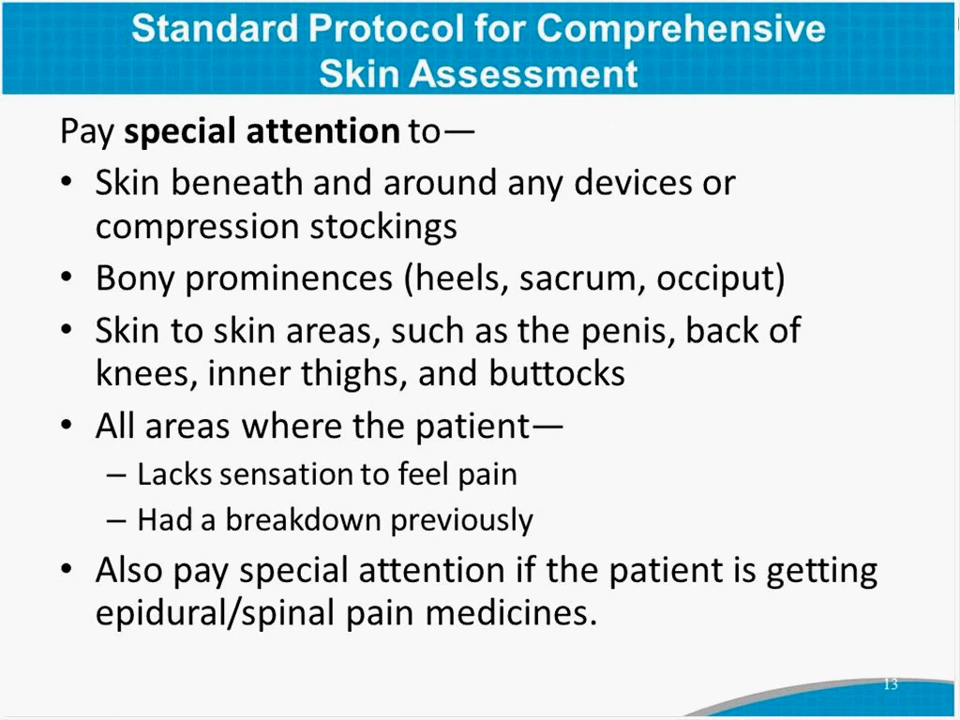 Standard Protocol for Comprehensive
Skin Assessment
Pay special attention to—
• Skin beneath and around any devices or
compression stockings
• Bony prominences (heels, sacrum, occiput)
• Skin to skin areas, such as the penis, back of
knees, inner thighs, and buttocks
• All areas where the patient—
– Lacks sensation to feel pain
– Had a breakdown previously
• Also pay special attention if the patient is getting
epidural/spinal pain medicines.
13